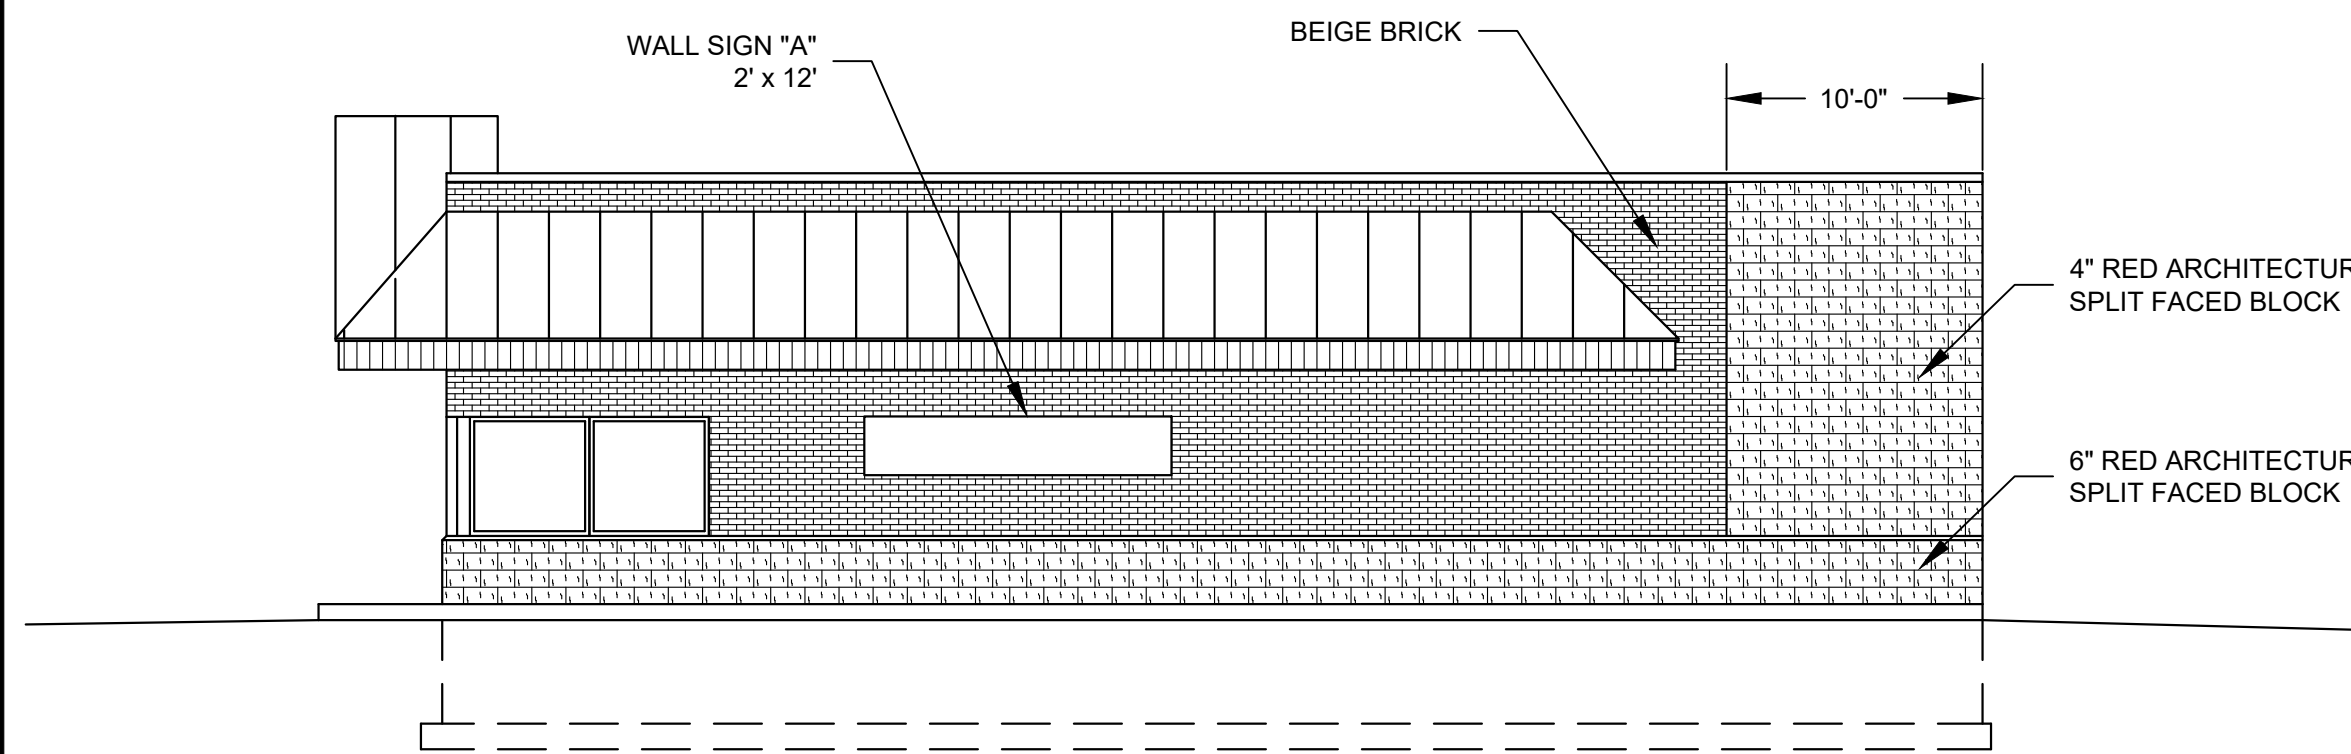 WALL SIGN "A"
2' x 12'
BEIGE BRICK
10'-0"
4" RED ARCHITECTUR
SPLIT FACED BLOCK
6" RED ARCHITECTUR
SPLIT FACED BLOCK